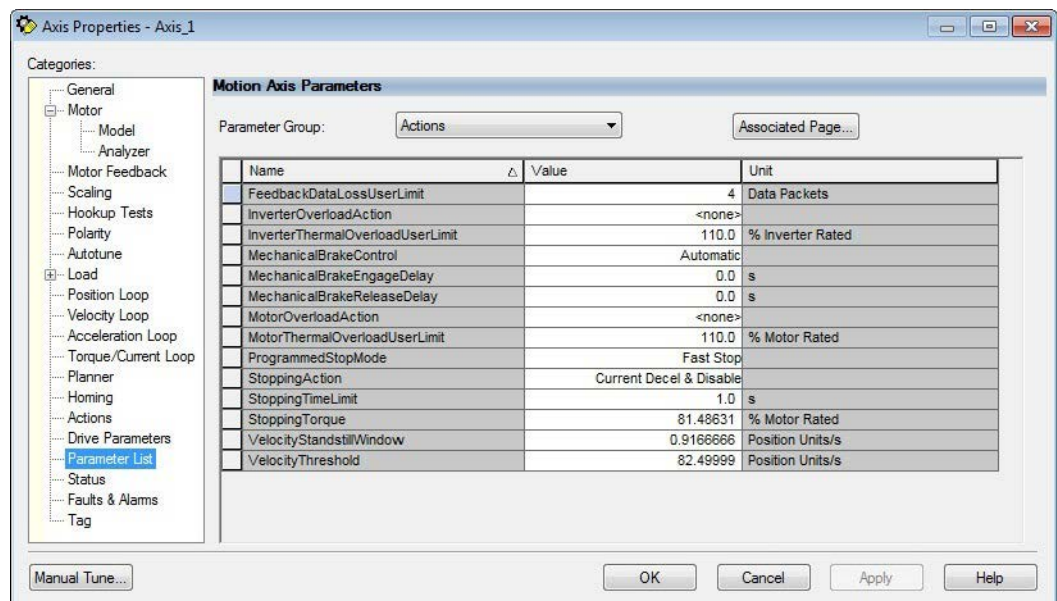 Axis Properties - Axis_1
Categories:
General
Motor
Model
Analyzer
Motor Feedback
Scaling
Hookup Tests
Polarity
Autotune
Load
Position Loop
Velocity Loop
Acceleration Loop
Torque/Current Loop
Planner
Homing
Actions
Drive Parameters
Parameter List
Status
Faults & Alarms
Tag
Motion Axis Parameters
Parameter Group: Actions Associated Page...
Name Value Unit
FeedbackDataLossUserLimit 4 Data Packets
InverterOverloadAction <none>
InverterThermalOverloadUserLimit 110.0 % Inverter Rated
MechanicalBrakeControl Automatic
MechanicalBrakeEngageDelay 0.0 s
MechanicalBrakeReleaseDelay 0.0 s
MotorOverloadAction <none>
MotorThermalOverloadUserLimit 110.0 % Motor Rated
ProgrammedStopMode Fast Stop
StoppingAction Current Decel & Disable
StoppingTimeLimit 1.0 s
StoppingTorque 81.48631 % Motor Rated
VelocityStandstillWindow 0.9166666 Position Units/s
VelocityThreshold 82.49999 Position Units/s
Manual Tune... OK Cancel Apply Help